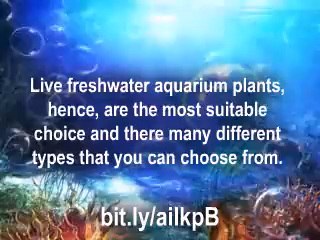 Live freshwater aquarium plants,
hence, are the most suitable
choice and there many different
types that you can choose from.
bit.ly/ailkpB